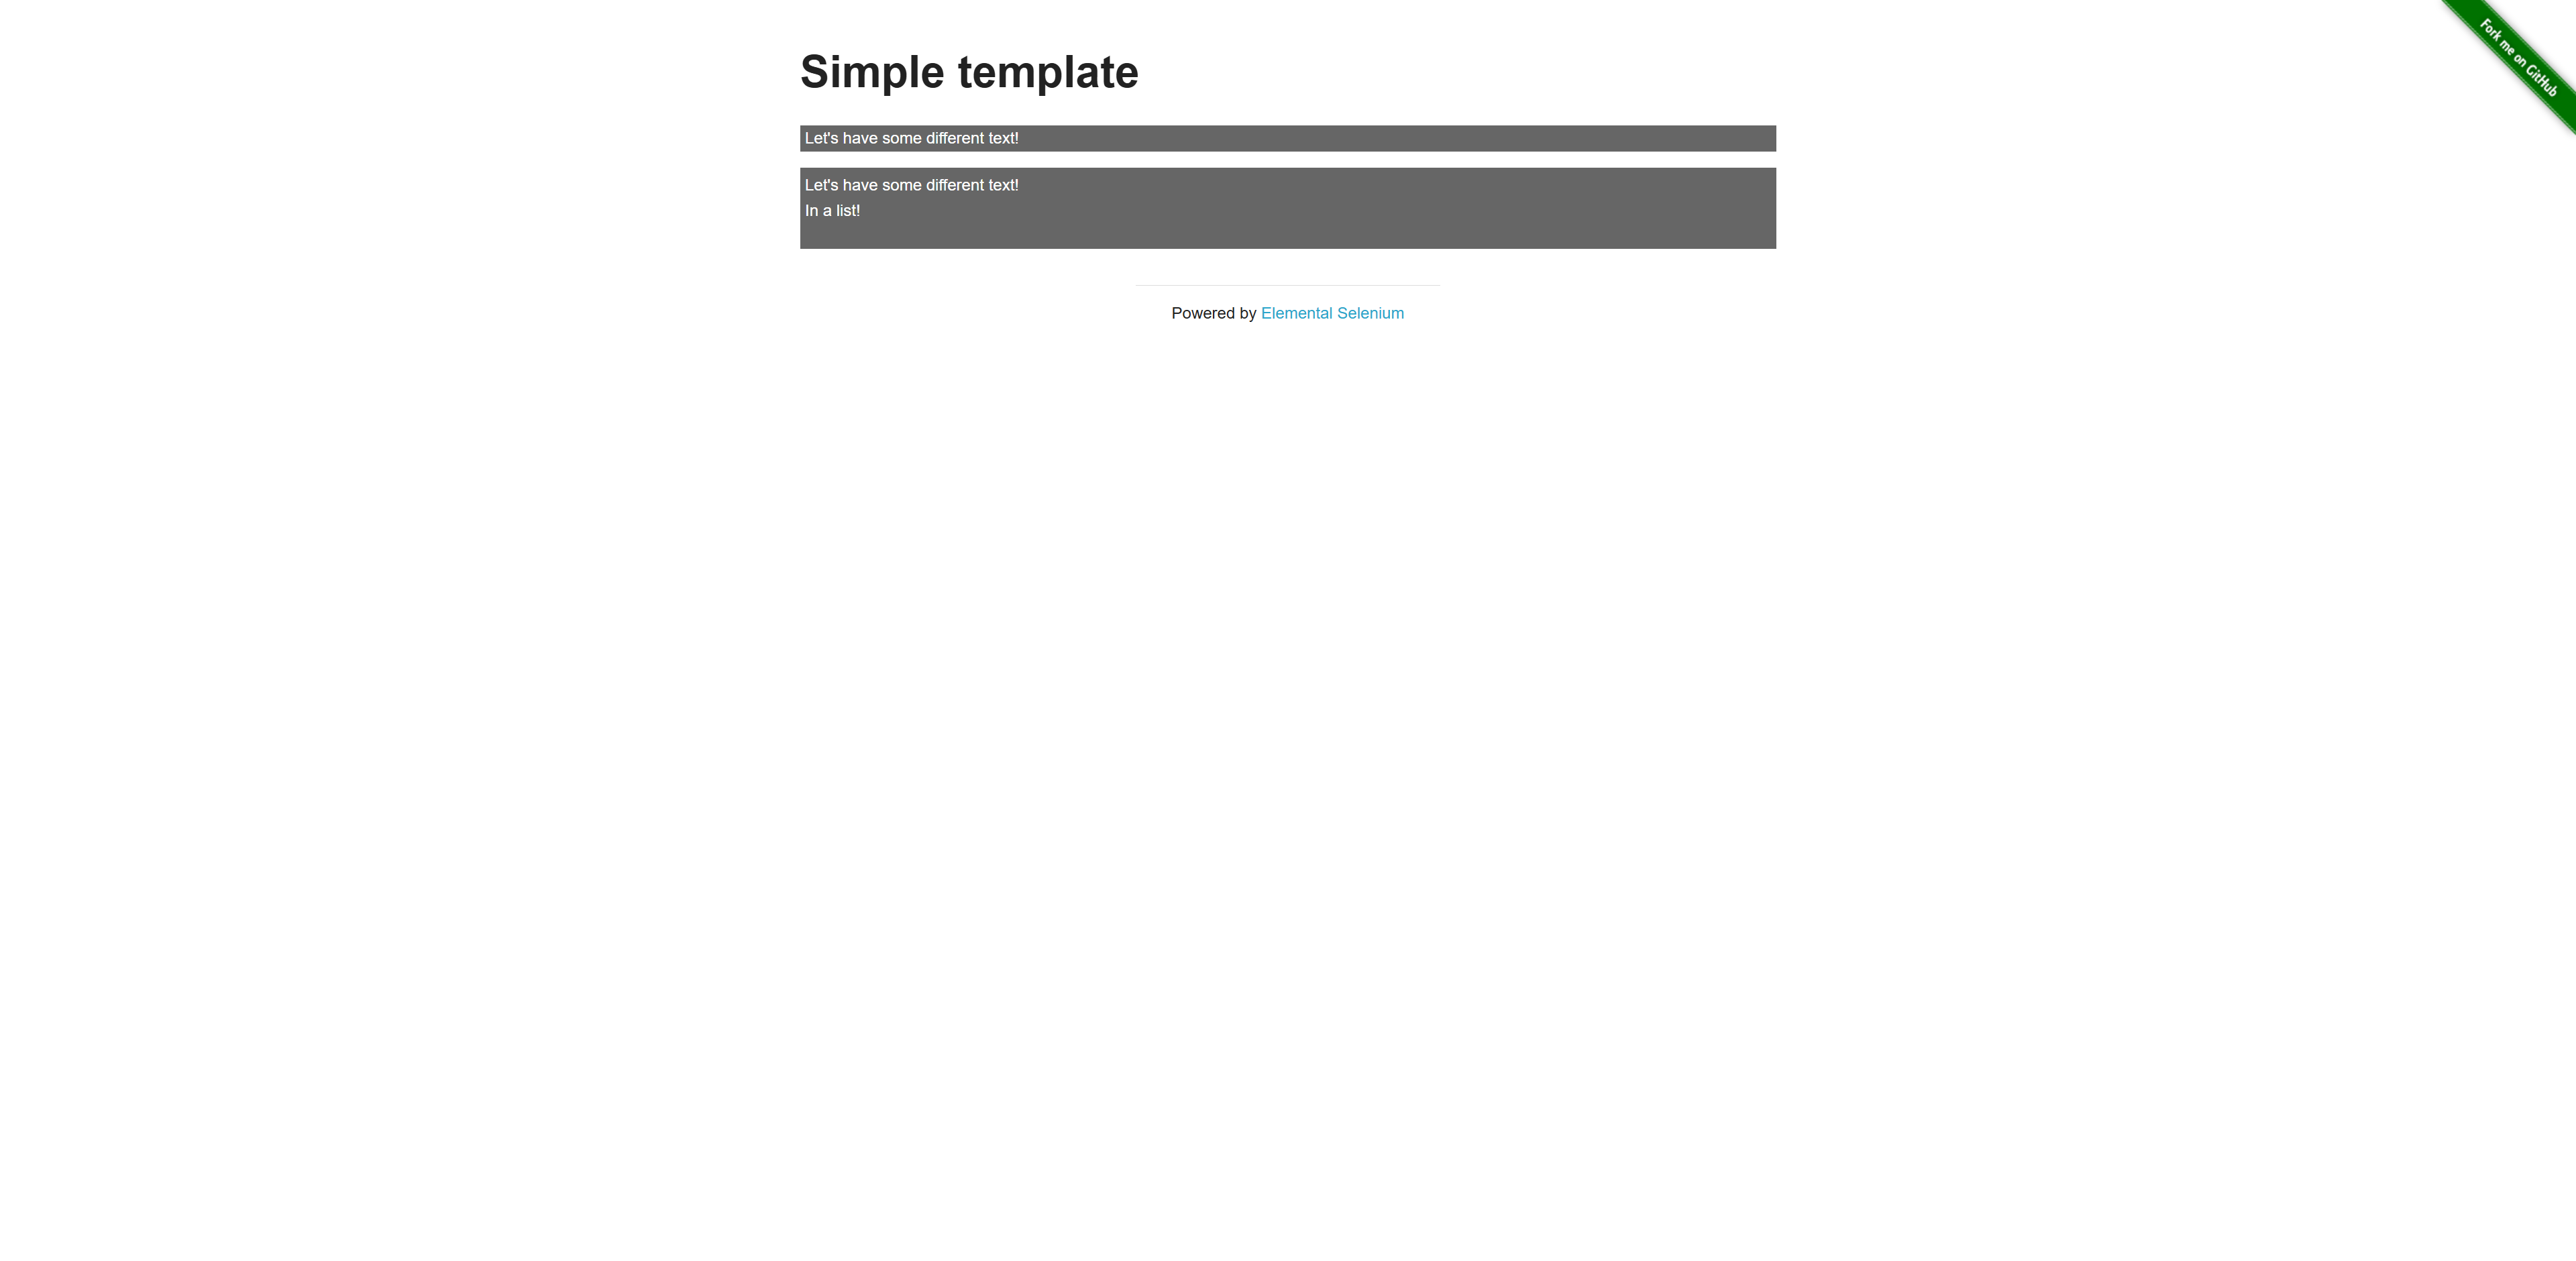 Simple template
Let's have some different text!
Let's have some different text!
In a list!
Powered by Elemental Selenium
Fork me on GitHub